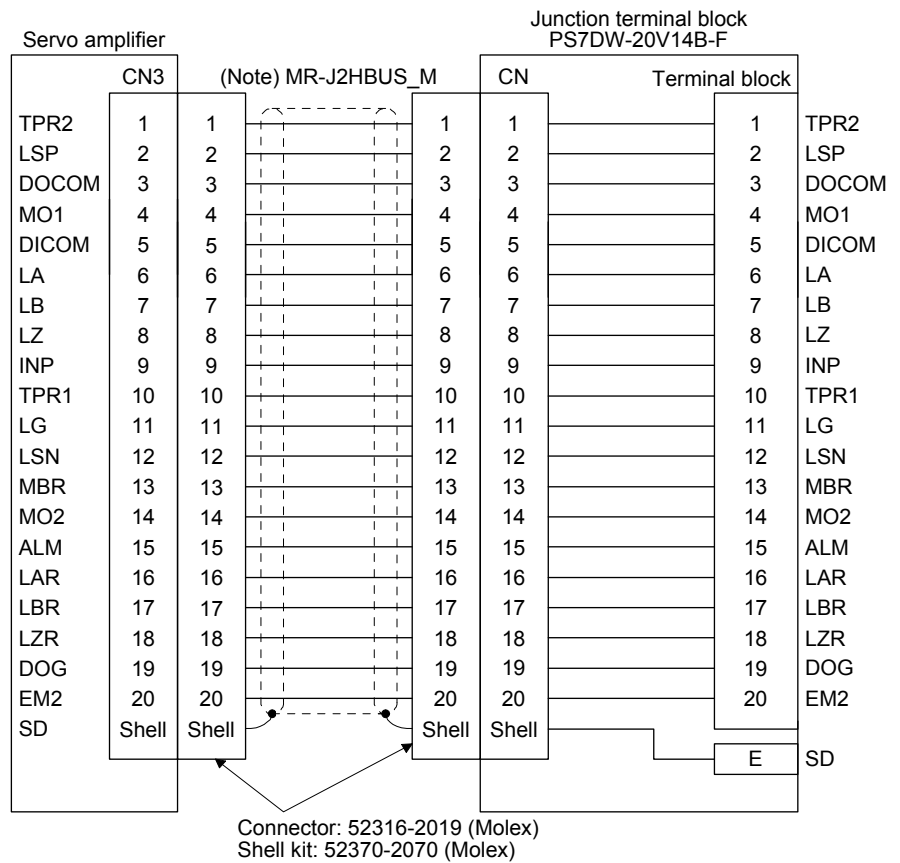 Junction terminal block
PS7DW-20V14B-F
Servo amplifier
CN3 (Note) MR-J2HBUS_M CN Terminal block
TPR2 1 1 1 1 1 TPR2
LSP 2 2 2 2 2 LSP
DOCOM 3 3 3 3 3 DOCOM
MO1 4 4 4 4 4 MO1
DICOM 5 5 5 5 5 DICOM
LA 6 6 6 6 6 LA
LB 7 7 7 7 7 LB
LZ 8 8 8 8 8 LZ
INP 9 9 9 9 9 INP
TPR1 10 10 10 10 10 TPR1
LG 11 11 11 11 11 LG
LSN 12 12 12 12 12 LSN
MBR 13 13 13 13 13 MBR
MO2 14 14 14 14 14 MO2
ALM 15 15 15 15 15 ALM
LAR 16 16 16 16 16 LAR
LBR 17 17 17 17 17 LBR
LZR 18 18 18 18 18 LZR
DOG 19 19 19 19 19 DOG
EM2 20 20 20 20 20 EM2
SD Shell Shell Shell Shell
E SD
Connector: 52316-2019 (Molex)
Shell kit: 52370-2070 (Molex)